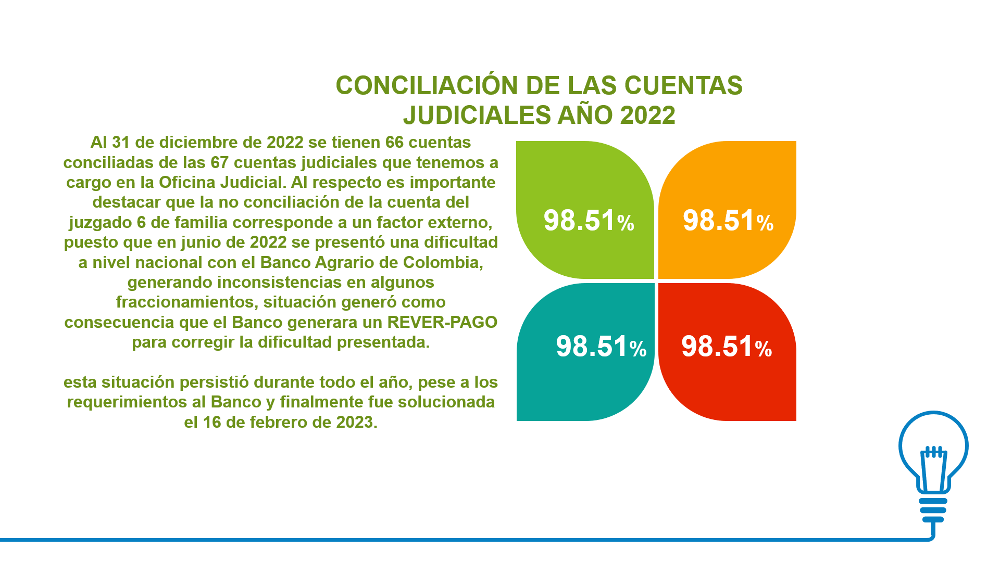 CONCILIACIÓN DE LAS CUENTAS
JUDICIALES AÑO 2022
Al 31 de diciembre de 2022 se tienen 66 cuentas
conciliadas de las 67 cuentas judiciales que tenemos a
cargo en la Oficina Judicial. Al respecto es importante
destacar que la no conciliación de la cuenta del
juzgado 6 de familia corresponde a un factor externo,
puesto que en junio de 2022 se presentó una dificultad
a nivel nacional con el Banco Agrario de Colombia,
generando inconsistencias en algunos
fraccionamientos, situación generó como
consecuencia que el Banco generara un REVER-PAGO
para corregir la dificultad presentada.
esta situación persistió durante todo el año, pese a los
requerimientos al Banco y finalmente fue solucionada
el 16 de febrero de 2023.
98.51%
98.51%
98.51%
98.51%